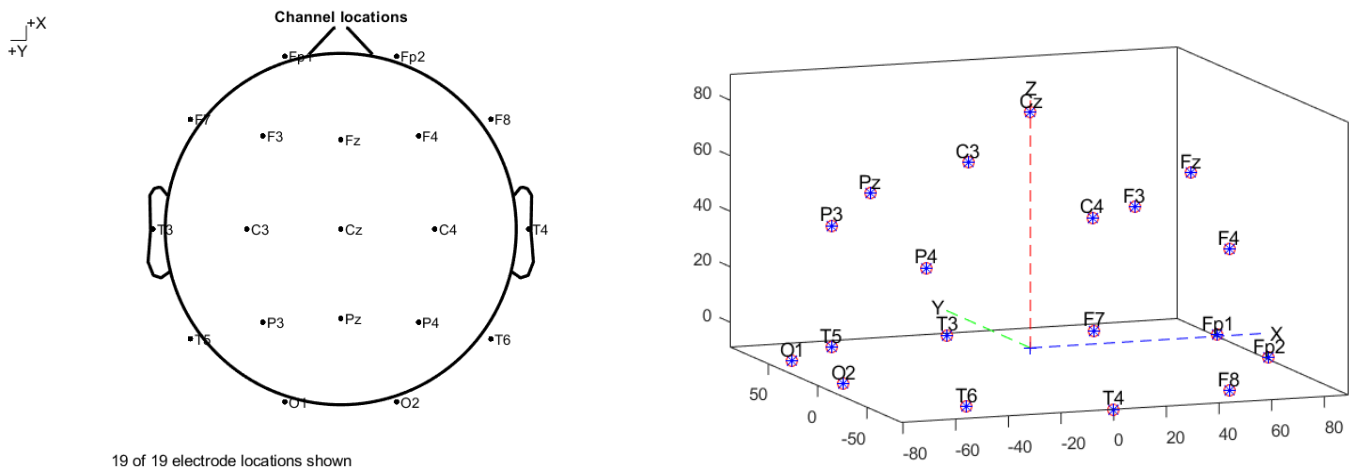 Channel locations
+X
+Y
Fp1 Fp2
F7 F8
F3 Fz F4
T3 C3 Cz C4 T4
P3 Pz P4
T5 T6
O1 O2
19 of 19 electrode locations shown
80
60
40
20
0
Z
Cz
C3
Pz
Fz
P3
C4 F3
P4
F4
Y
T3 F7 Fp1 X
T5
O1 Fp2
O2
T6 T4 F8
50
0
-50
-80 -60 -40 -20 0 20 40 60 80